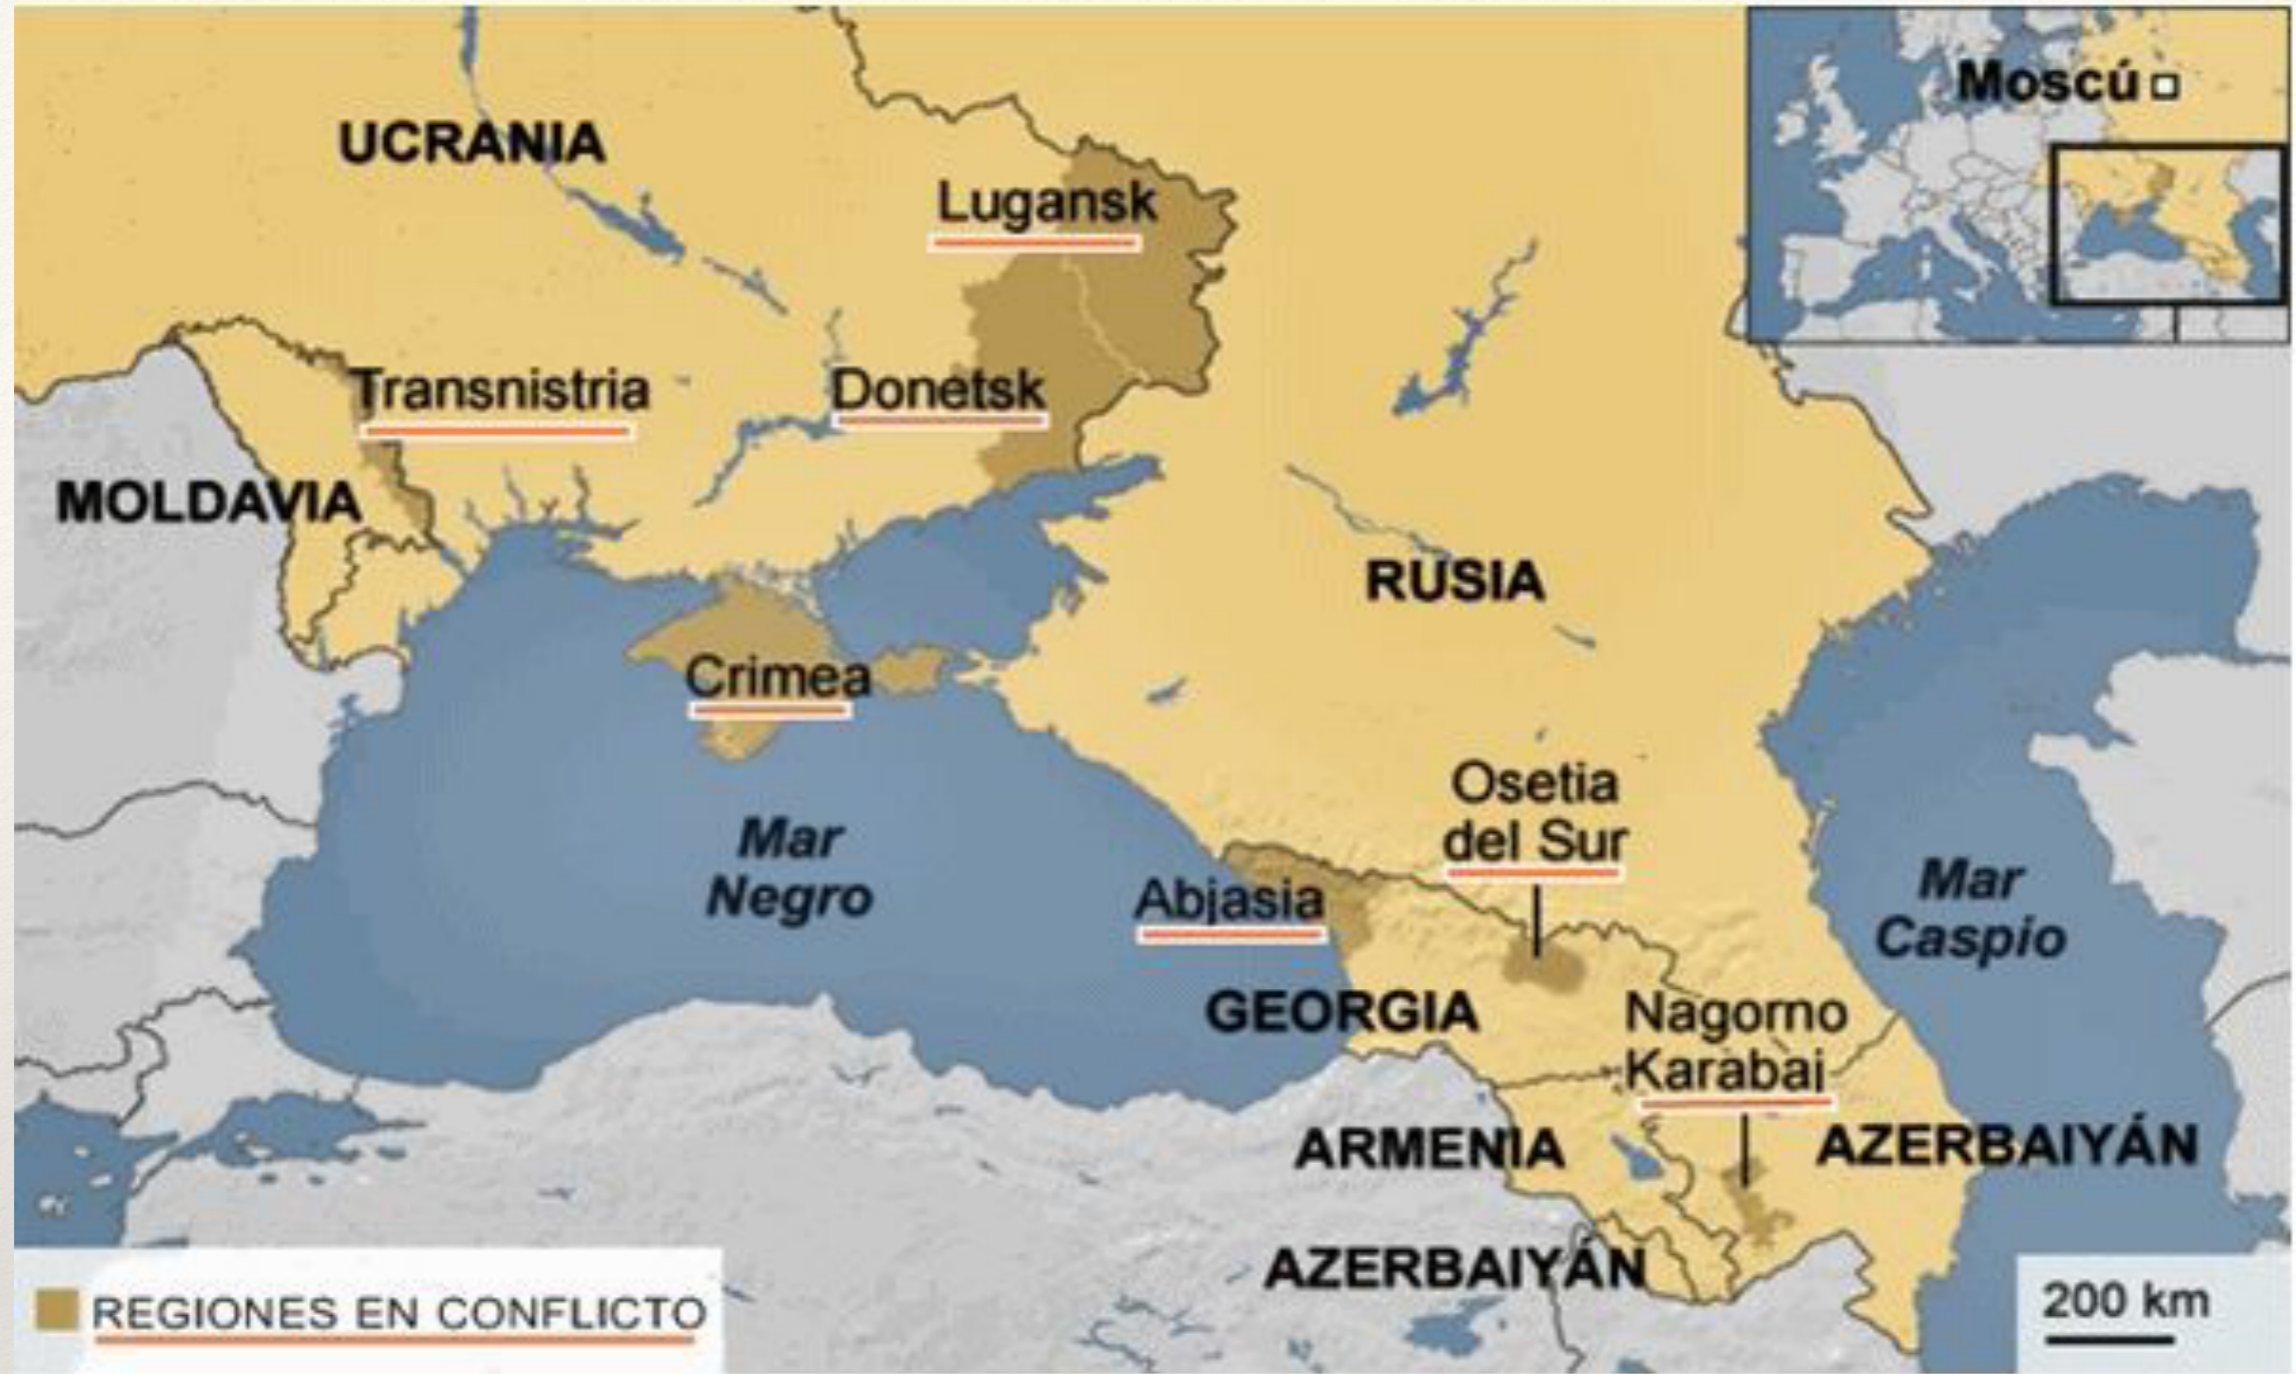 Moscú
UCRANIA
Lugansk
Transnistria
Donetsk
MOLDAVIA
RUSIA
Crimea
Osetia
del Sur
Mar
Negro
Mar
Caspio
Abjasia
GEORGIA
Nagorno
Karabaj
ARMENIA
AZERBAIYÁN
AZERBAIYÁN
REGIONES EN CONFLICTO
200 km